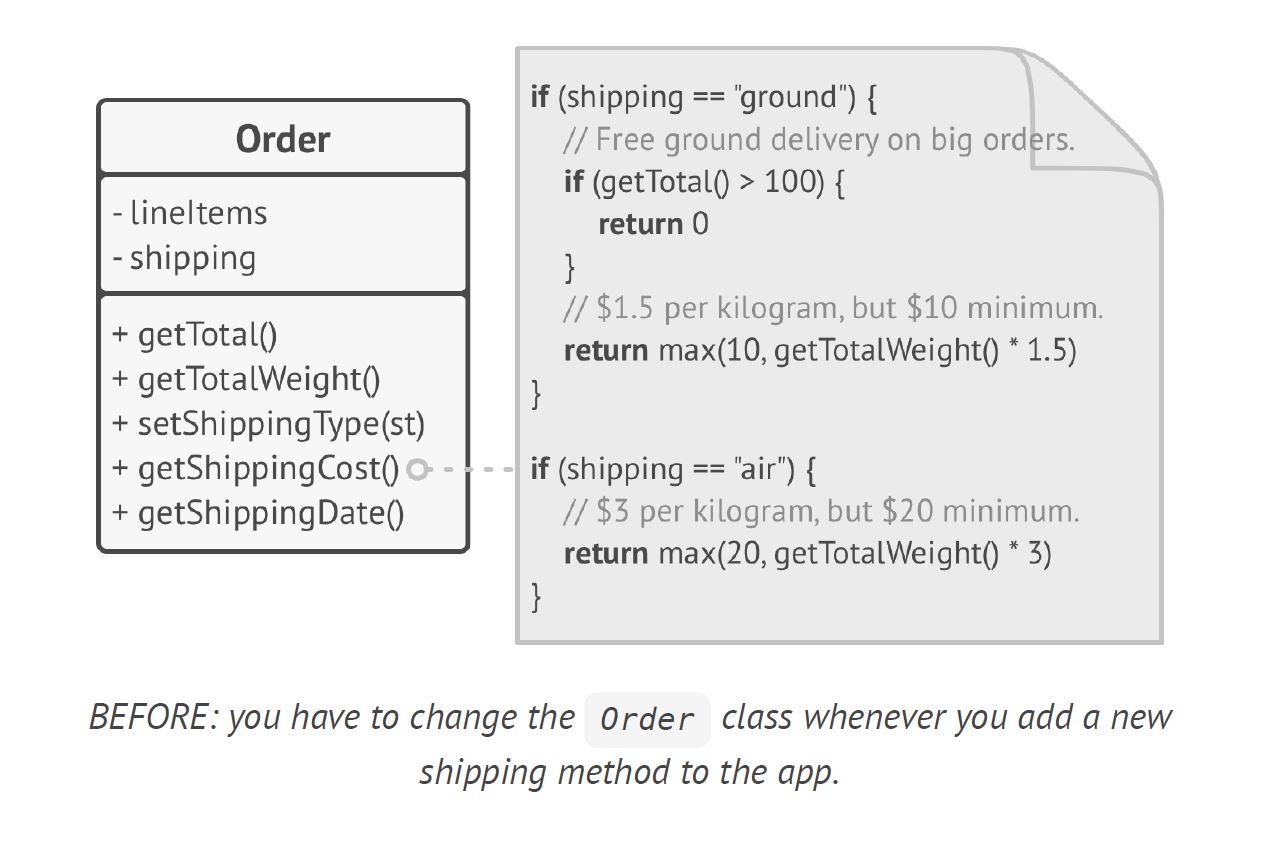 Order
- lineItems
- shipping
+ getTotal()
+ getTotalWeight()
+ setShippingType(st)
+ getShippingCost()
+ getShippingDate()
if (shipping == "ground") {
// Free ground delivery on big orders.
if (getTotal() > 100) {
return 0
}
// $1.5 per kilogram, but $10 minimum.
return max(10, getTotalWeight() * 1.5)
}
if (shipping == "air") {
// $3 per kilogram, but $20 minimum.
return max(20, getTotalWeight() * 3)
}
BEFORE: you have to change the Order class whenever you add a new
shipping method to the app.